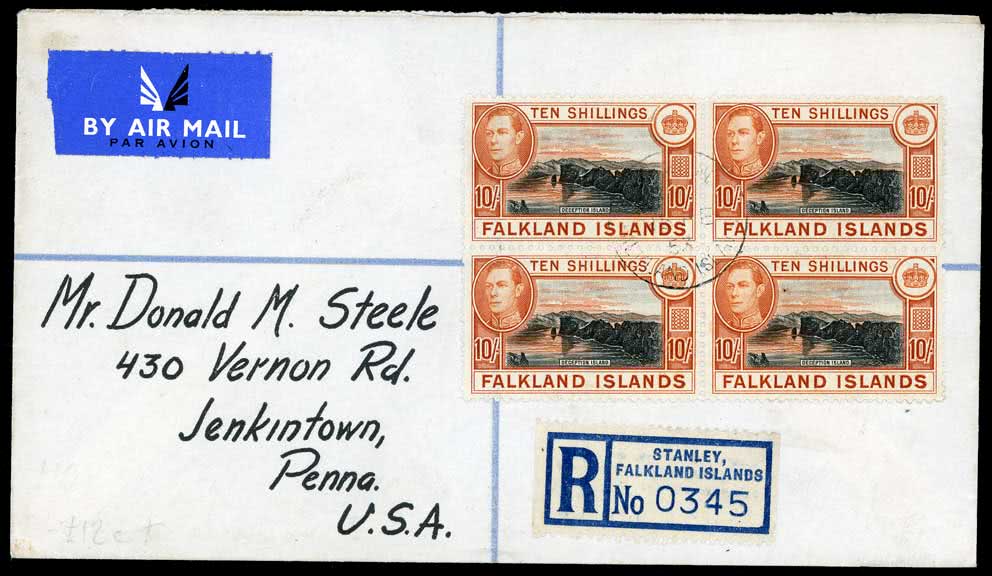 BY AIR MAIL
PAR AVION
TEN SHILLINGS
10/- 10/-
DECEPTION ISLAND
FALKLAND ISLANDS
TEN SHILLINGS
10/- 10/-
DECEPTION ISLAND
FALKLAND ISLANDS
TEN SHILLINGS
10/- 10/-
DECEPTION ISLAND
FALKLAND ISLANDS
TEN SHILLINGS
10/- 10/-
DECEPTION ISLAND
FALKLAND ISLANDS
Mr. Donald M. Steele
430 Vernon Rd.
Jenkintown,
Penna.
U.S.A.
R
STANLEY,
FALKLAND ISLANDS
No 0345